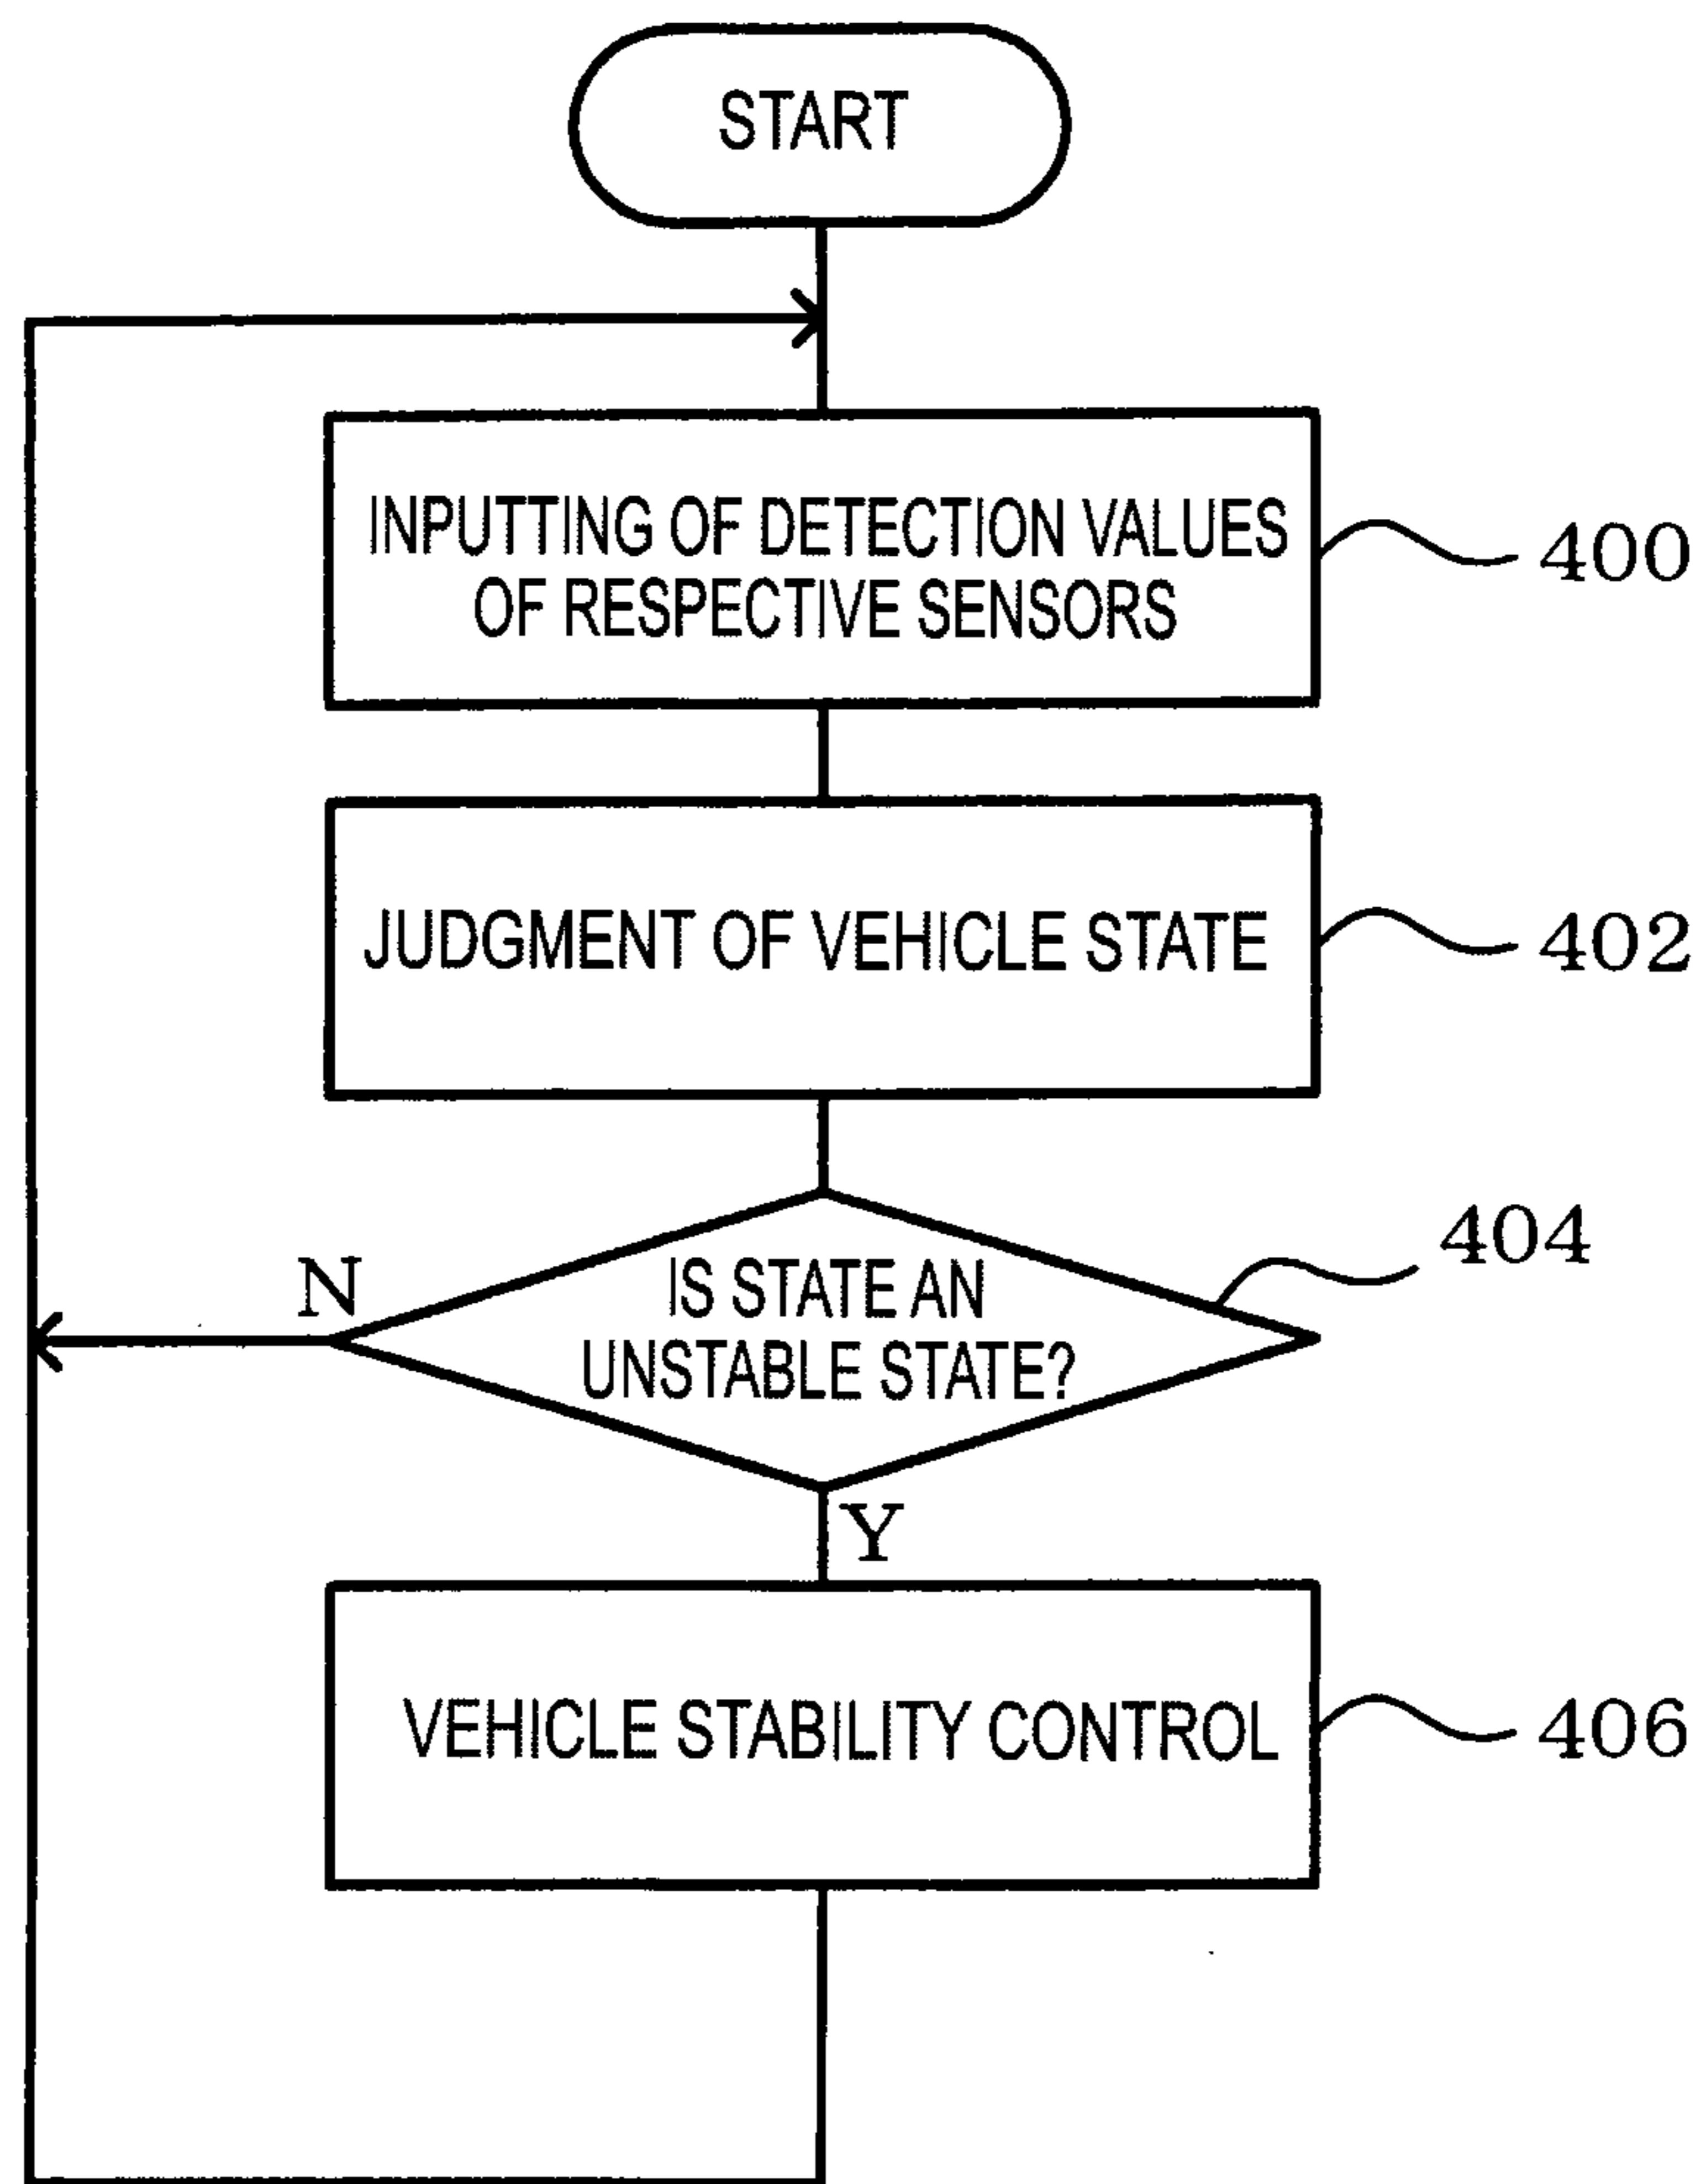 START
INPUTTING OF DETECTION VALUES
OF RESPECTIVE SENSORS
400
JUDGMENT OF VEHICLE STATE
402
404
N
IS STATE AN
UNSTABLE STATE?
Y
VEHICLE STABILITY CONTROL
406